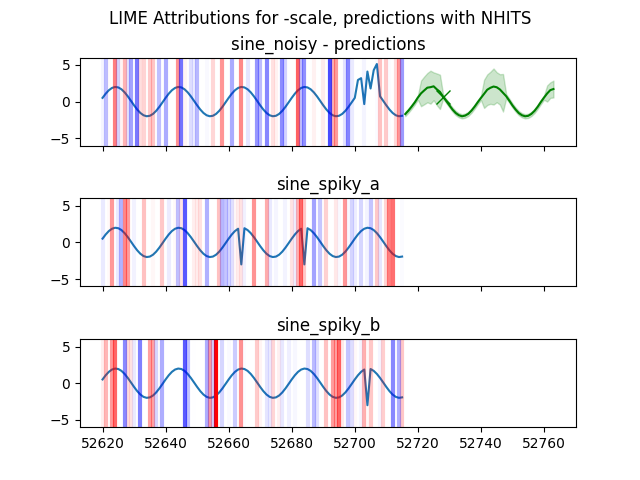 LIME Attributions for -scale, predictions with NHITS
sine_noisy - predictions
5
0
−5
sine_spiky_a
5
0
−5
sine_spiky_b
5
0
−5
52620 52640 52660 52680 52700 52720 52740 52760